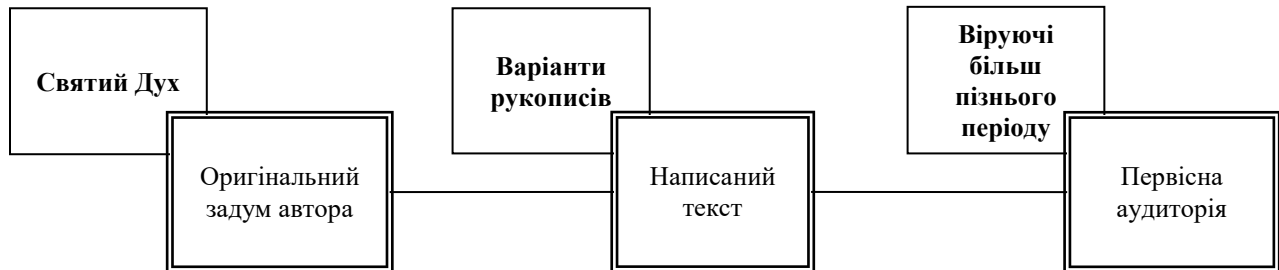 Святий Дух
Оригінальний
задум автора
Варіанти
рукописів
Написаний
текст
Віруючі
більш
пізнього
періоду
Первісна
аудиторія